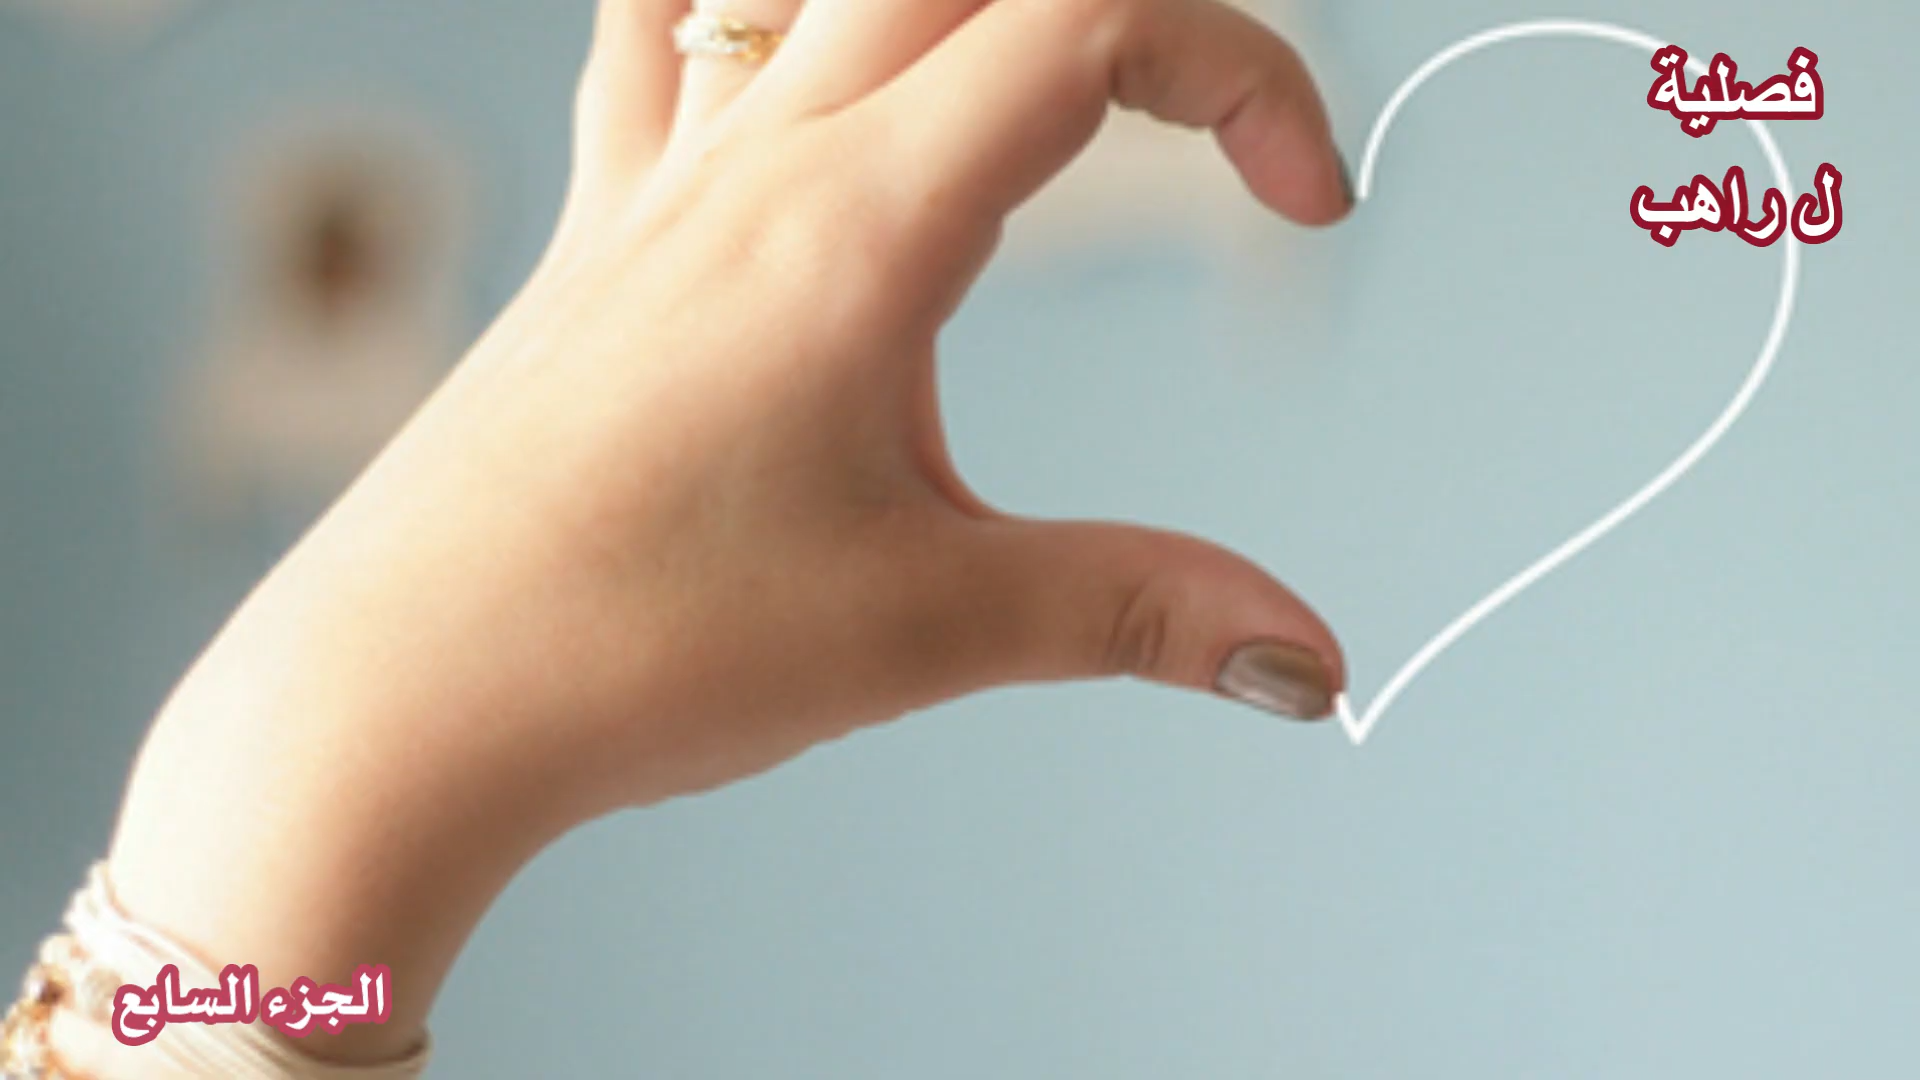 فصلية
ل راهب
الجزء السابع